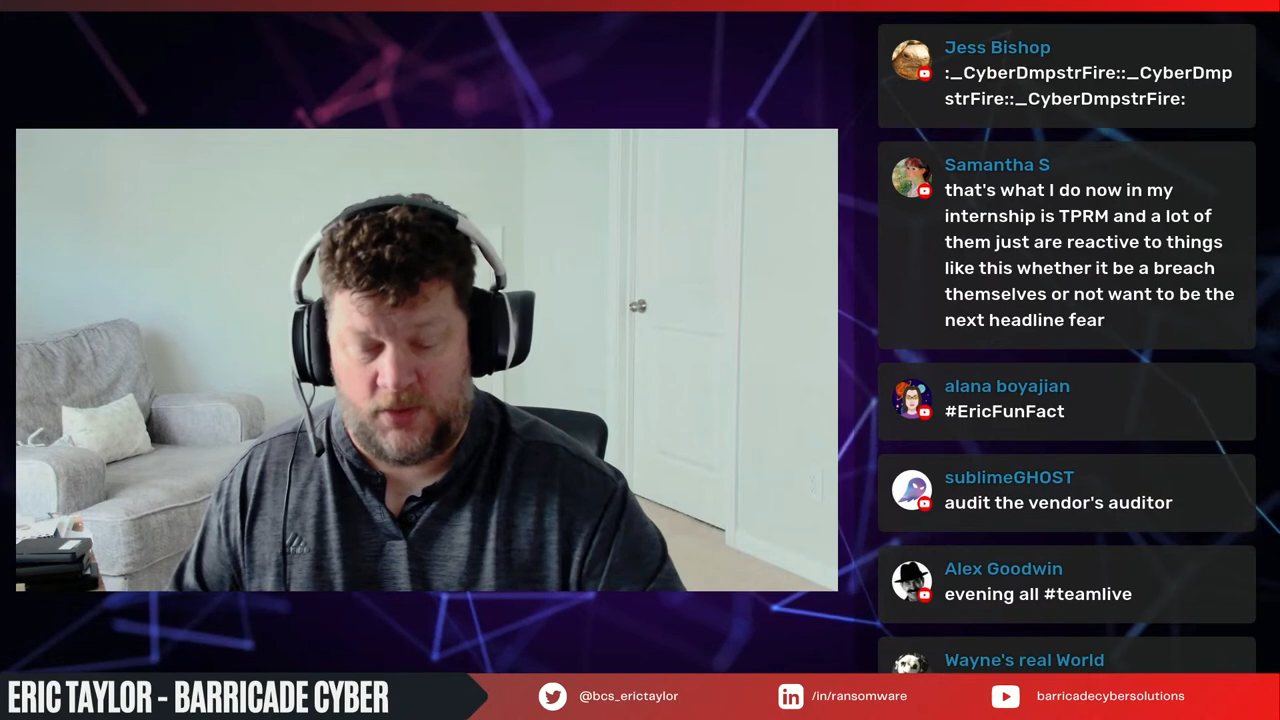 Jess Bishop
:_CyberDmpstrFire::_CyberDmp
strFire::_CyberDmpstrFire:
Samantha S
that's what I do now in my
internship is TPRM and a lot of
them just are reactive to things
like this whether it be a breach
themselves or not want to be the
next headline fear
alana boyajian
#EricFunFact
sublimeGHOST
audit the vendor's auditor
Alex Goodwin
evening all #teamlive
Wayne's real World
ERIC TAYLOR - BARRICADE CYBER
@bcs_erictaylor
/in/ransomware
barricadecybersolutions